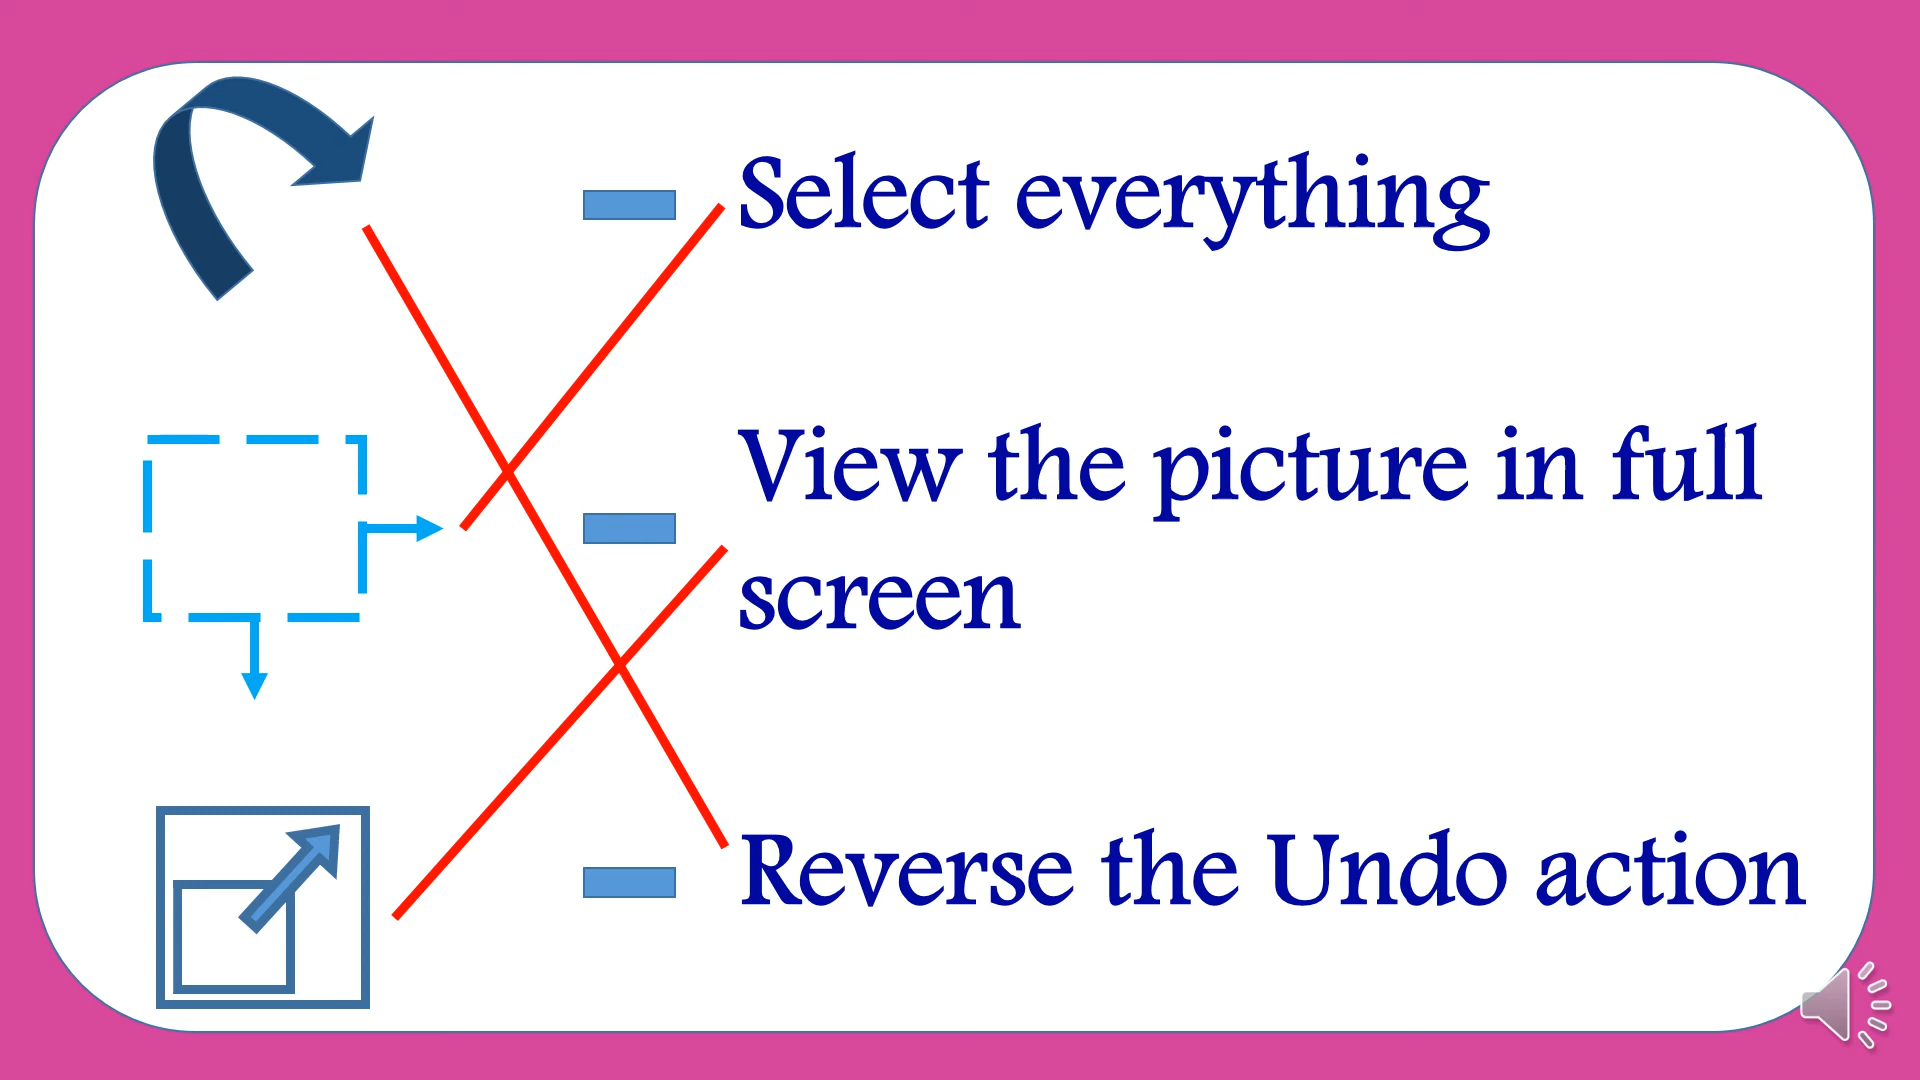 Select everything
View the picture in full
screen
Reverse the Undo action